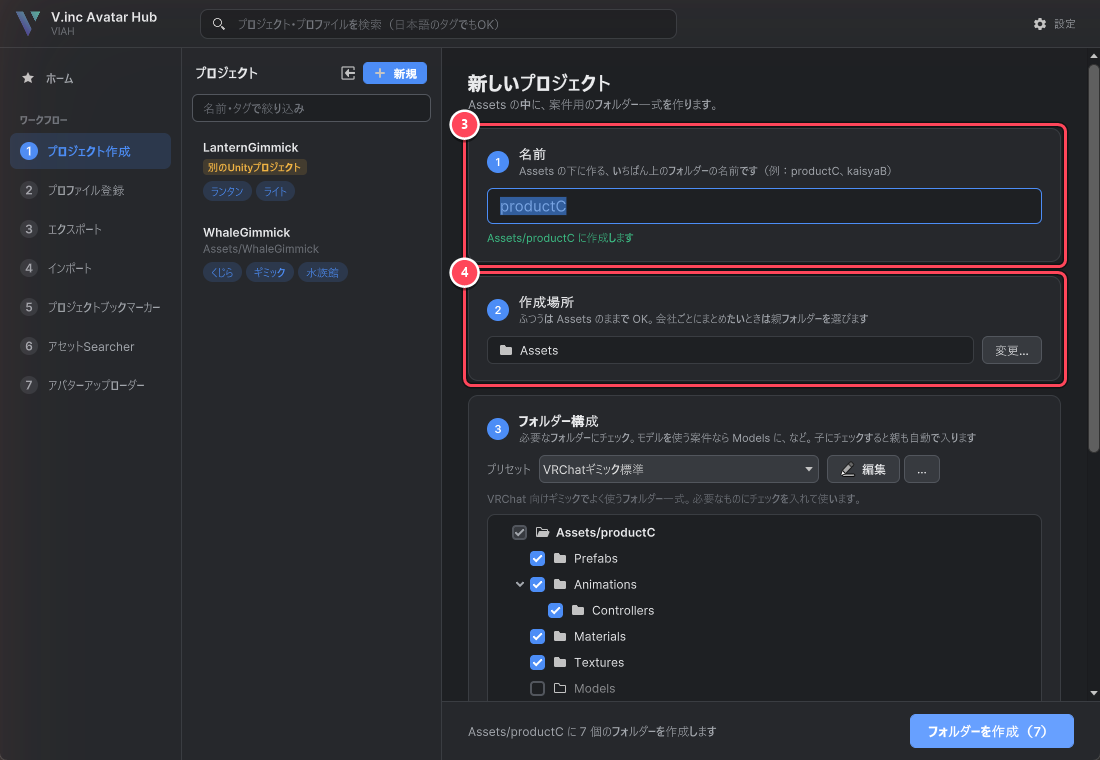 V.inc Avatar Hub
VIAH
プロジェクト・プロファイルを検索（日本語のタグでもOK）
設定
ホーム
ワークフロー
1 プロジェクト作成
2 プロファイル登録
3 エクスポート
4 インポート
5 プロジェクトブックマーカー
6 アセットSearcher
7 アバターアップローダー
プロジェクト
+ 新規
名前・タグで絞り込み
LanternGimmick
別のUnityプロジェクト
ランタン ライト
WhaleGimmick
Assets/WhaleGimmick
くじら ギミック 水族館
新しいプロジェクト
Assets の中に、案件用のフォルダー一式を作ります。
3
1 名前
Assets の下に作る、いちばん上のフォルダーの名前です（例：productC、kaisyaB）
productC
Assets/productC に作成します
4
2 作成場所
ふつうは Assets のままで OK。会社ごとにまとめたいときは親フォルダーを選びます
Assets
変更...
3 フォルダー構成
必要なフォルダーにチェック。モデルを使う案件なら Models に、など。子にチェックすると親も自動で入ります
プリセット VRChatギミック標準 編集 ...
VRChat 向けギミックでよく使うフォルダー一式。必要なものにチェックを入れて使います。
Assets/productC
Prefabs
Animations
Controllers
Materials
Textures
Models
Assets/productC に 7 個のフォルダーを作成します
フォルダーを作成（7）